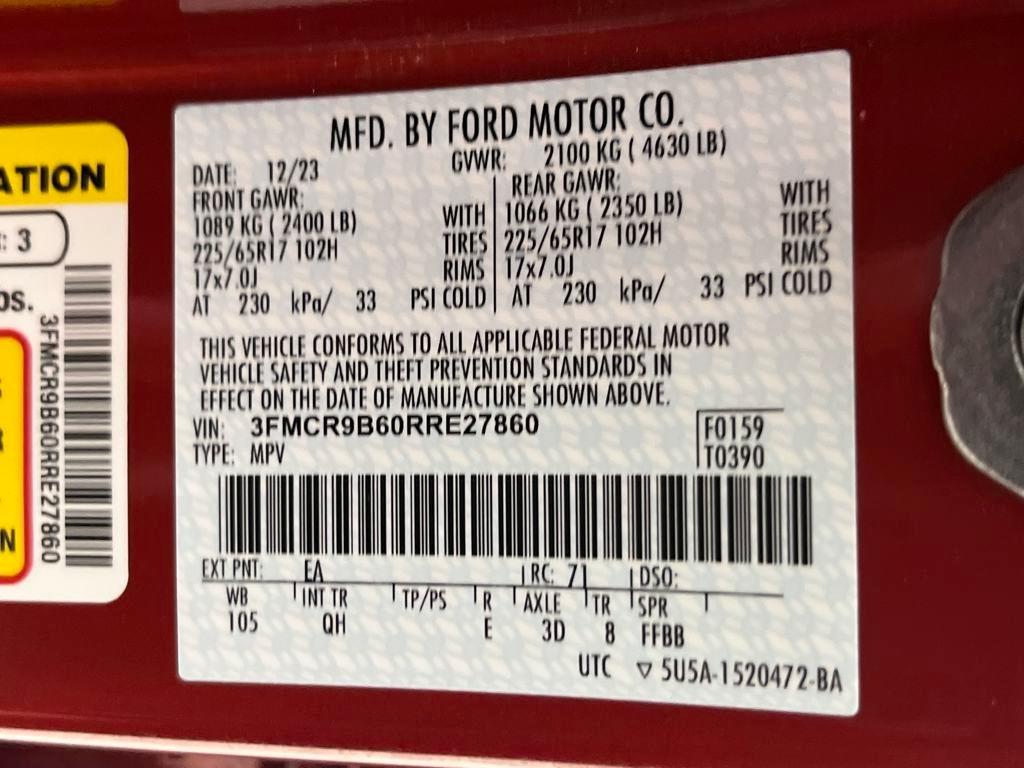 MFD. BY FORD MOTOR CO.
DATE: 12/23 GVWR: 2100 KG ( 4630 LB)
FRONT GAWR: REAR GAWR:
1089 KG ( 2400 LB) WITH 1066 KG ( 2350 LB) WITH
225/65R17 102H TIRES 225/65R17 102H TIRES
17x7.0J RIMS 17x7.0J RIMS
AT 230 kPa/ 33 PSI COLD AT 230 kPa/ 33 PSI COLD
THIS VEHICLE CONFORMS TO ALL APPLICABLE FEDERAL MOTOR
VEHICLE SAFETY AND THEFT PREVENTION STANDARDS IN
EFFECT ON THE DATE OF MANUFACTURE SHOWN ABOVE.
VIN: 3FMCR9B60RRE27860 F0159
TYPE: MPV T0390
EXT PNT: EA RC: 71 DSO:
WB INT TR TP/PS R AXLE TR SPR
105 QH E 3D 8 FFBB
UTC ▽ 5U5A-1520472-BA
ATION
: 3
3FMCR9B60RRE27860